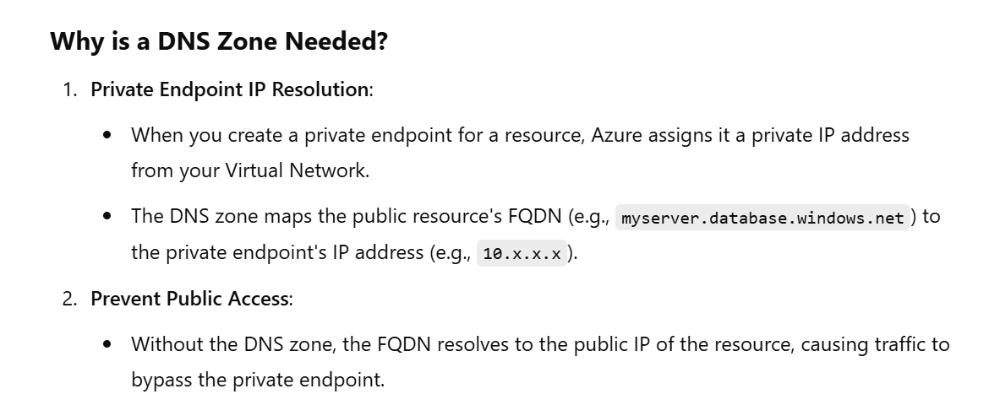 Why is a DNS Zone Needed?
1. Private Endpoint IP Resolution:
• When you create a private endpoint for a resource, Azure assigns it a private IP address
from your Virtual Network.
• The DNS zone maps the public resource's FQDN (e.g., myserver.database.windows.net) to
the private endpoint's IP address (e.g., 10.x.x.x).
2. Prevent Public Access:
• Without the DNS zone, the FQDN resolves to the public IP of the resource, causing traffic to
bypass the private endpoint.